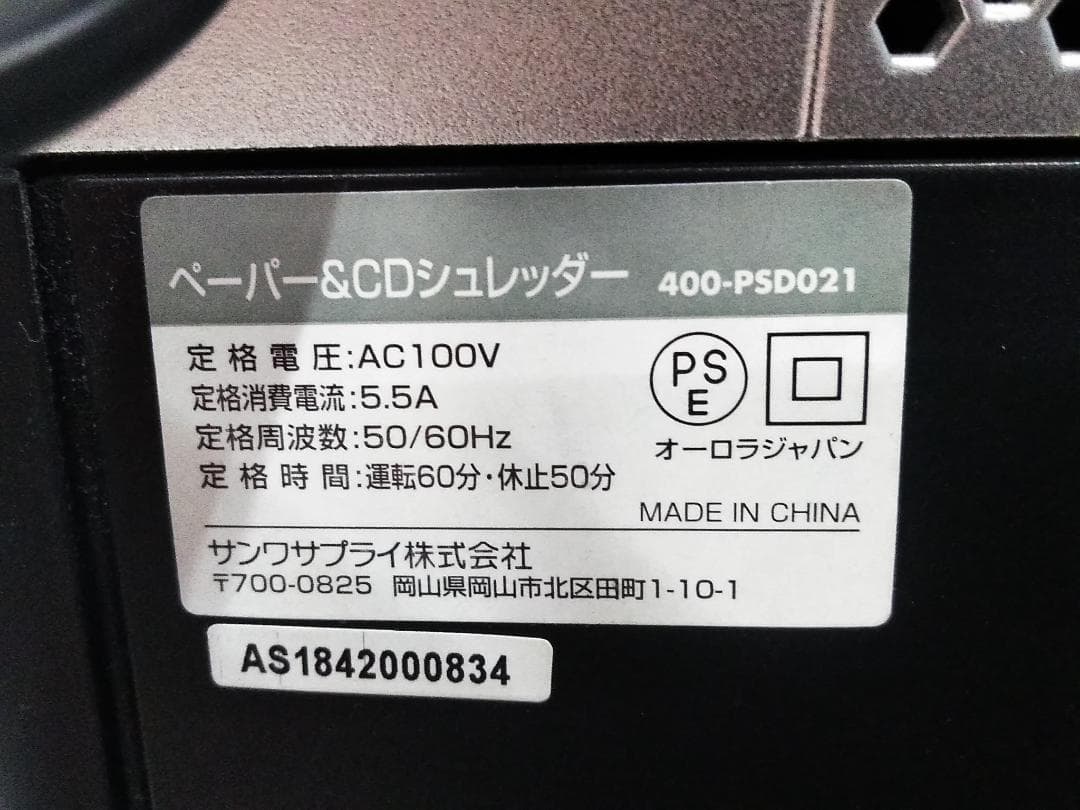 ペーパー&CDシュレッダー 400-PSD021
定格電圧:AC100V
定格消費電流:5.5A
定格周波数:50/60Hz
定格時間:運転60分・休止50分
PSE
オーロラジャパン
MADE IN CHINA
サンワサプライ株式会社
〒700-0825 岡山県岡山市北区田町1-10-1
AS1842000834